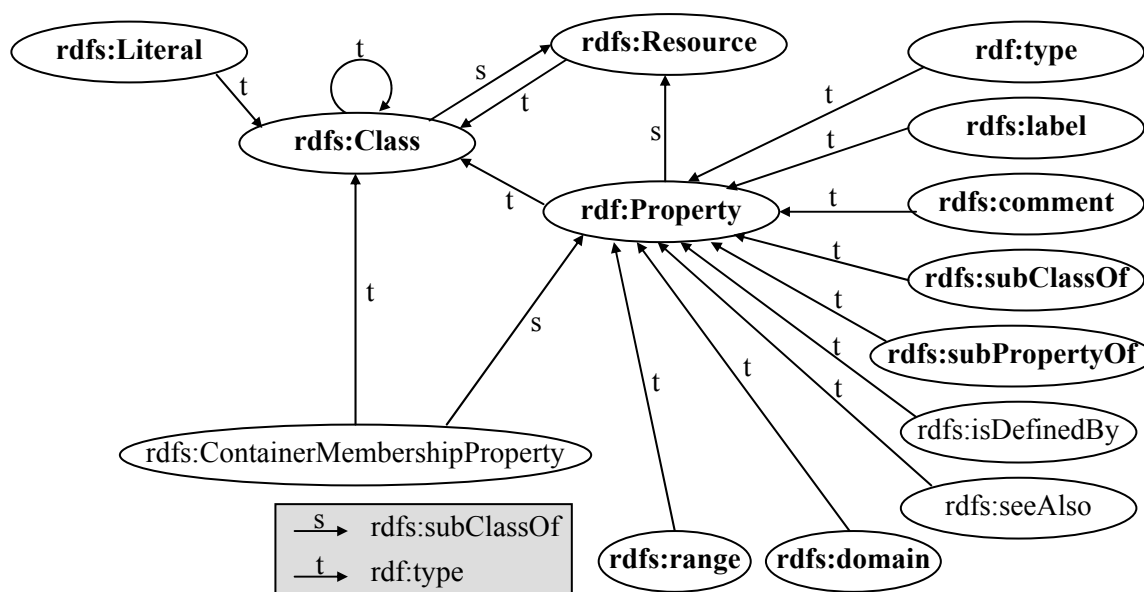 rdfs:Literal
t
t
s
t
rdfs:Resource
rdf:type
t
rdfs:label
t
rdfs:Class
s
t
rdf:Property
t
rdfs:comment
t
rdfs:subClassOf
t
rdfs:subPropertyOf
t
s
t
t
t
t
rdfs:isDefinedBy
rdfs:ContainerMembershipProperty
rdfs:seeAlso
s rdfs:subClassOf
t rdf:type
rdfs:range
rdfs:domain